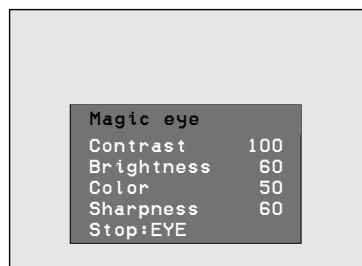 Magic eye
Contrast 100
Brightness 60
Color 50
Sharpness 60
Stop:EYE